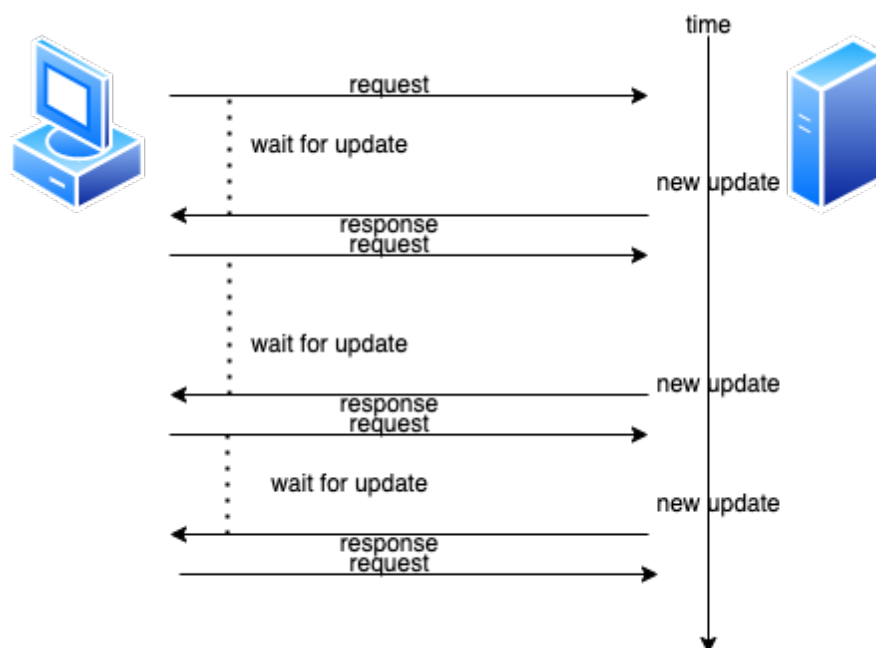 time
request
wait for update
new update
response
request
wait for update
new update
response
request
wait for update
new update
response
request